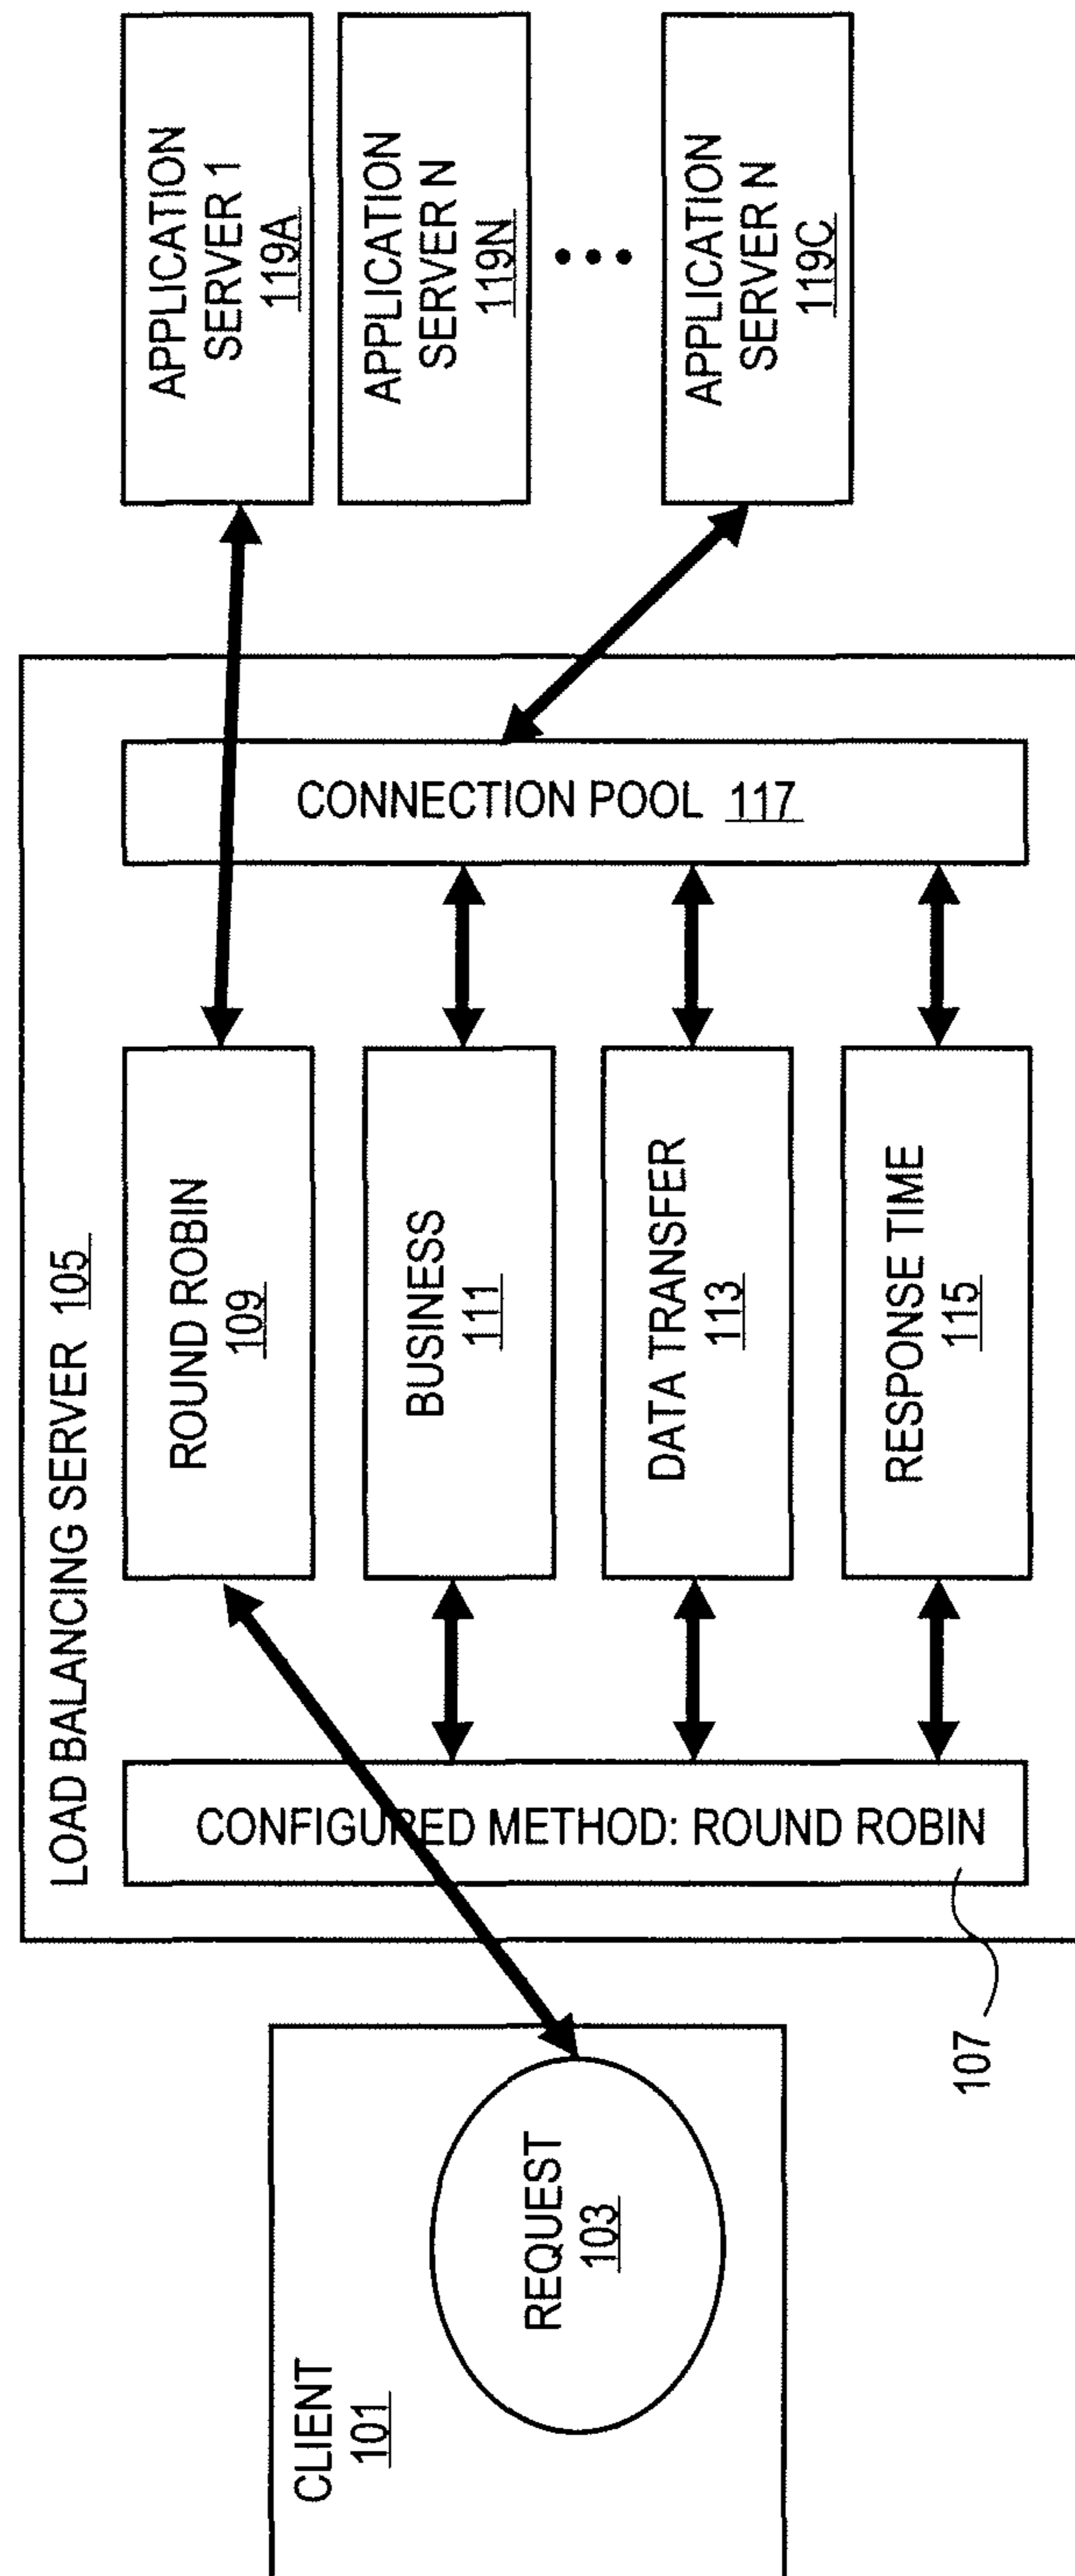 CLIENT
101
REQUEST
103
107
LOAD BALANCING SERVER 105
CONFIGURED METHOD: ROUND ROBIN
ROUND ROBIN
109
BUSINESS
111
DATA TRANSFER
113
RESPONSE TIME
115
CONNECTION POOL 117
APPLICATION
SERVER 1
119A
APPLICATION
SERVER N
119N
APPLICATION
SERVER N
119C